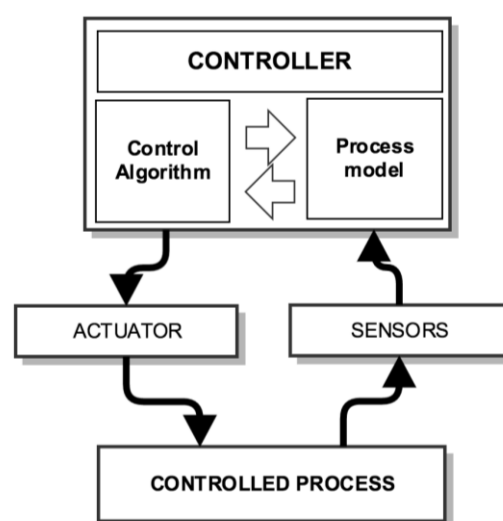 CONTROLLER
Control
Algorithm
Process
model
ACTUATOR
SENSORS
CONTROLLED PROCESS